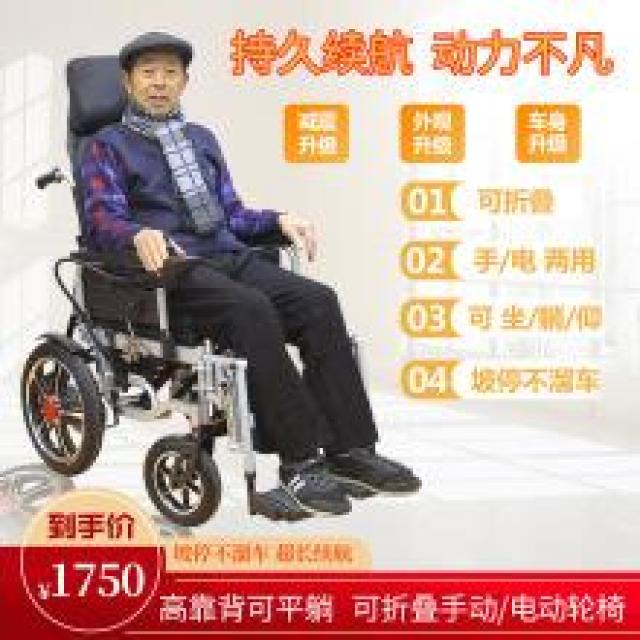 持久续航 动力不凡
减震升级
外观升级
车身升级
01 可折叠
02 手/电 两用
03 可 坐/躺/仰
04 坡停不溜车
到手价
¥1750
坡停不溜车 超长续航
高靠背可平躺 可折叠手动/电动轮椅